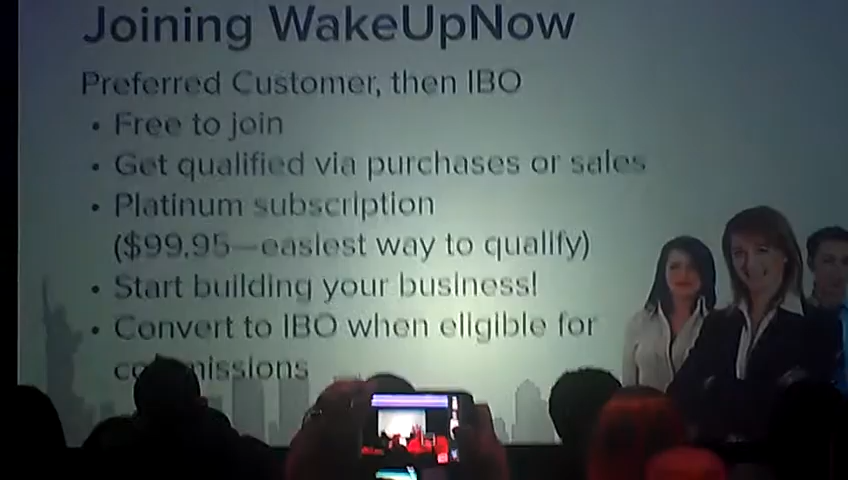 Joining WakeUpNow
Preferred Customer, then IBO
• Free to join
• Get qualified via purchases or sales
• Platinum subscription
($99.95—easiest way to qualify)
• Start building your business!
• Convert to IBO when eligible for
commissions